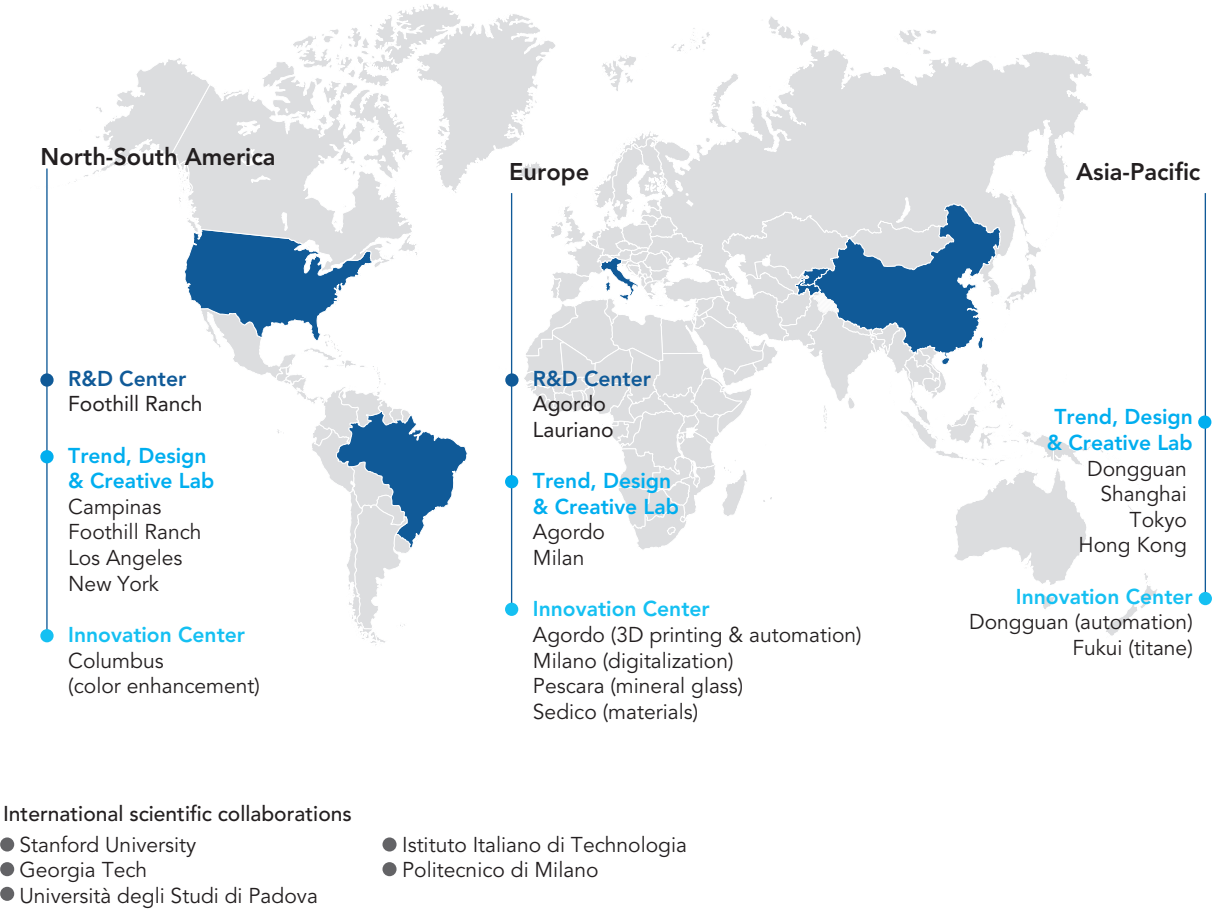 North-South America
R&D Center
Foothill Ranch
Trend, Design
& Creative Lab
Campinas
Foothill Ranch
Los Angeles
New York
Innovation Center
Columbus
(color enhancement)
Europe
R&D Center
Agordo
Lauriano
Trend, Design
& Creative Lab
Agordo
Milan
Innovation Center
Agordo (3D printing & automation)
Milano (digitalization)
Pescara (mineral glass)
Sedico (materials)
Asia-Pacific
Trend, Design
& Creative Lab
Dongguan
Shanghai
Tokyo
Hong Kong
Innovation Center
Dongguan (automation)
Fukui (titane)
International scientific collaborations
Stanford University
Georgia Tech
Università degli Studi di Padova
Istituto Italiano di Technologia
Politecnico di Milano